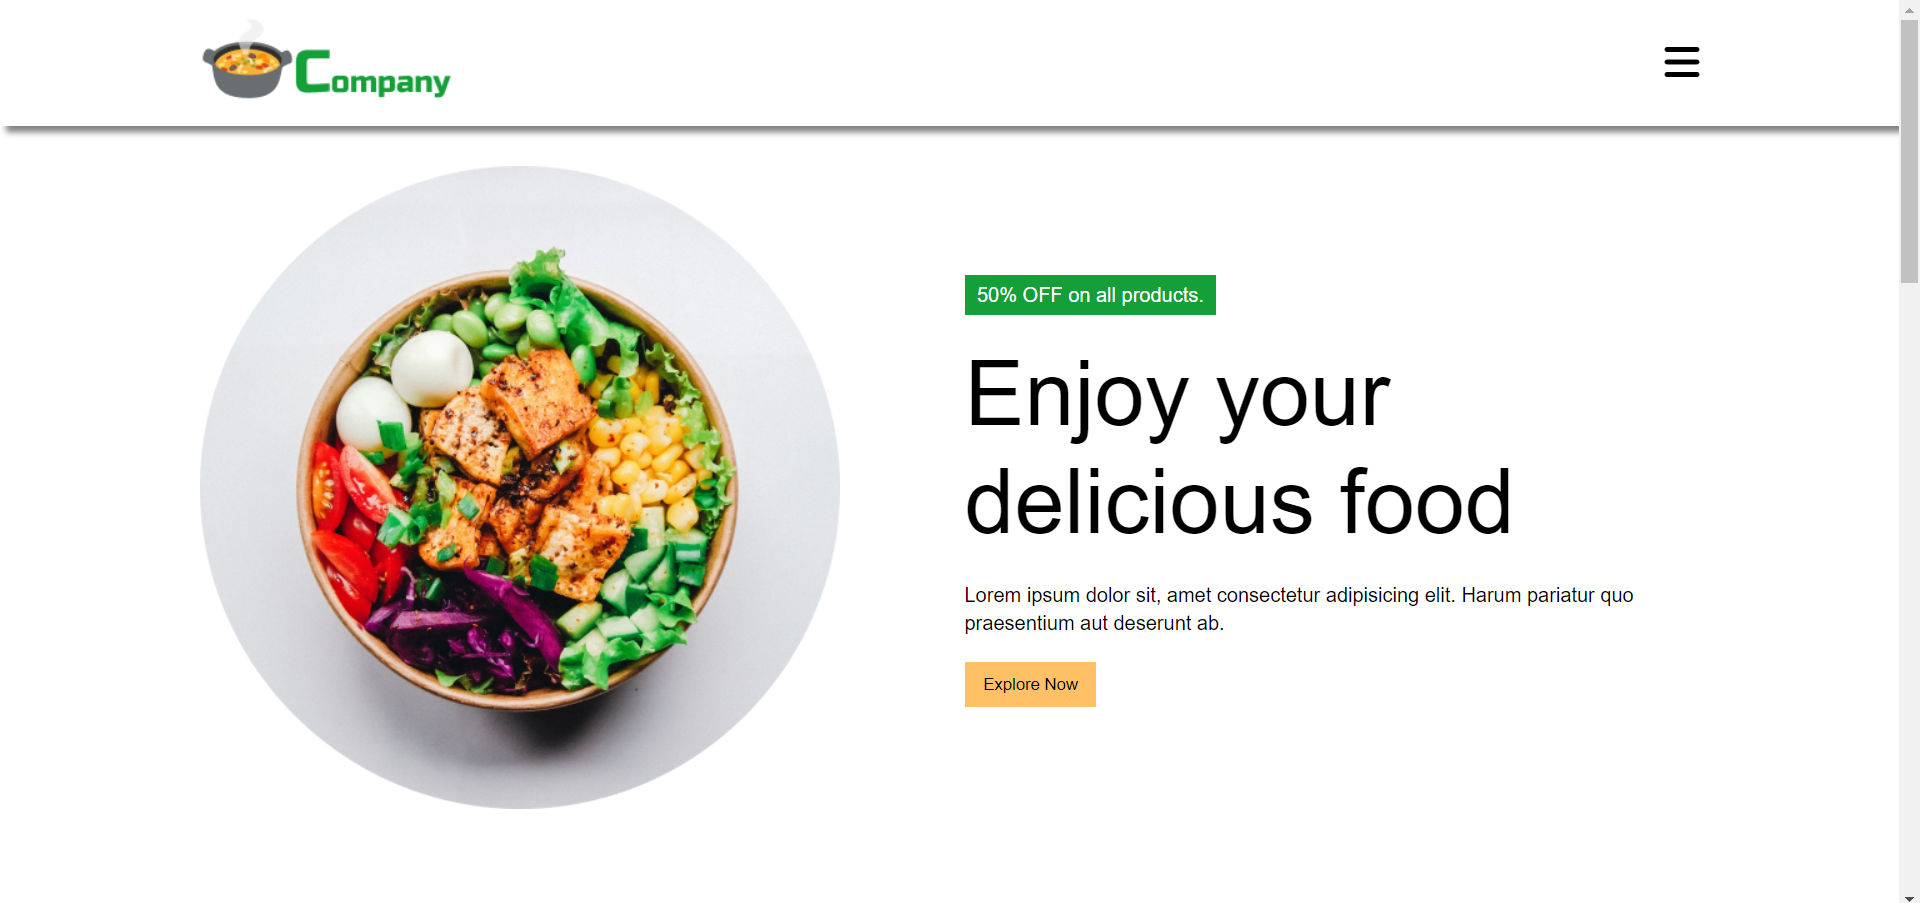 Company
50% OFF on all products.
Enjoy your
delicious food
Lorem ipsum dolor sit, amet consectetur adipisicing elit. Harum pariatur quo
praesentium aut deserunt ab.
Explore Now